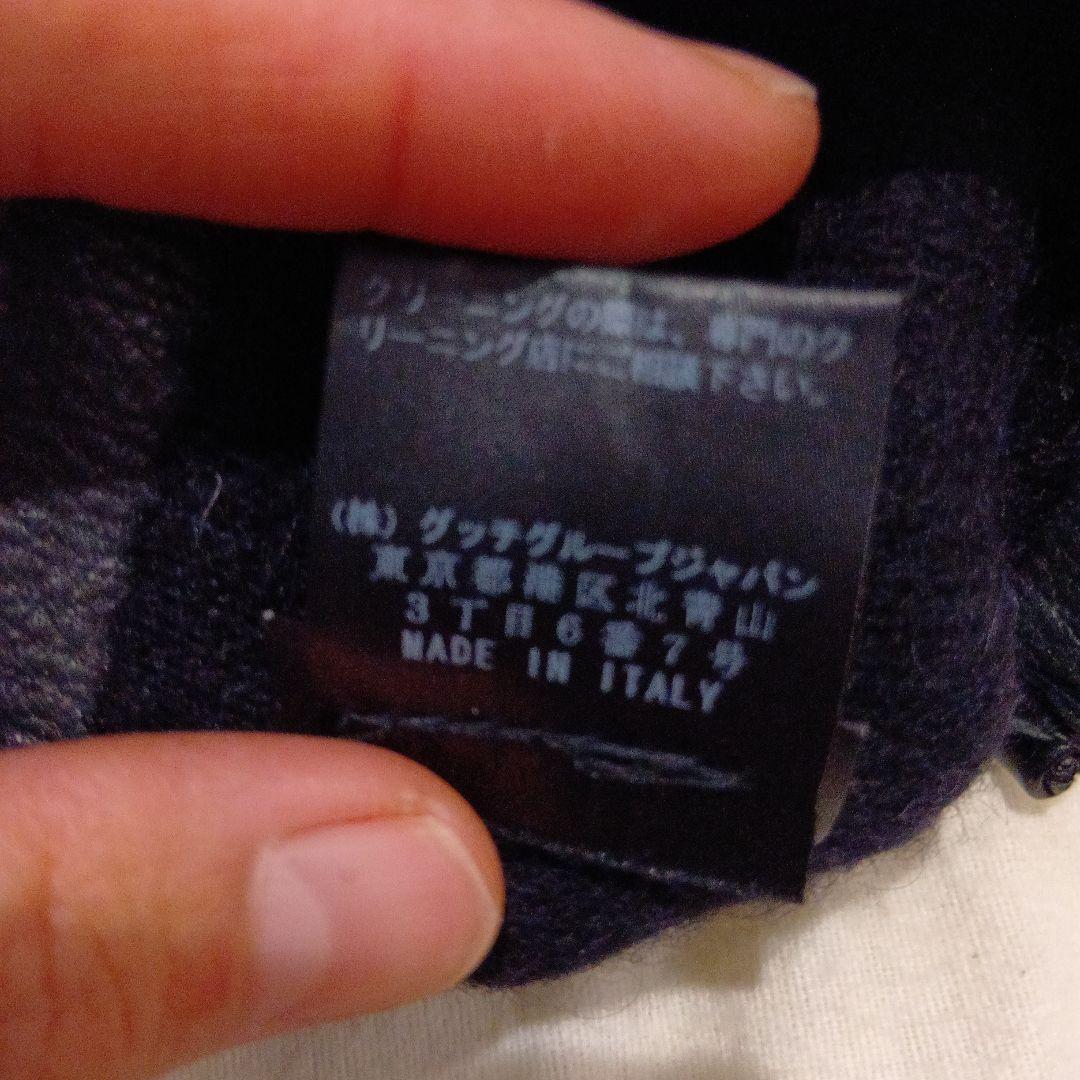 クリーニングの際は、専門のク
リーニング店にご相談下さい。
(株) グッチグループジャパン
東京都港区北青山
3丁目6番7号
MADE IN ITALY